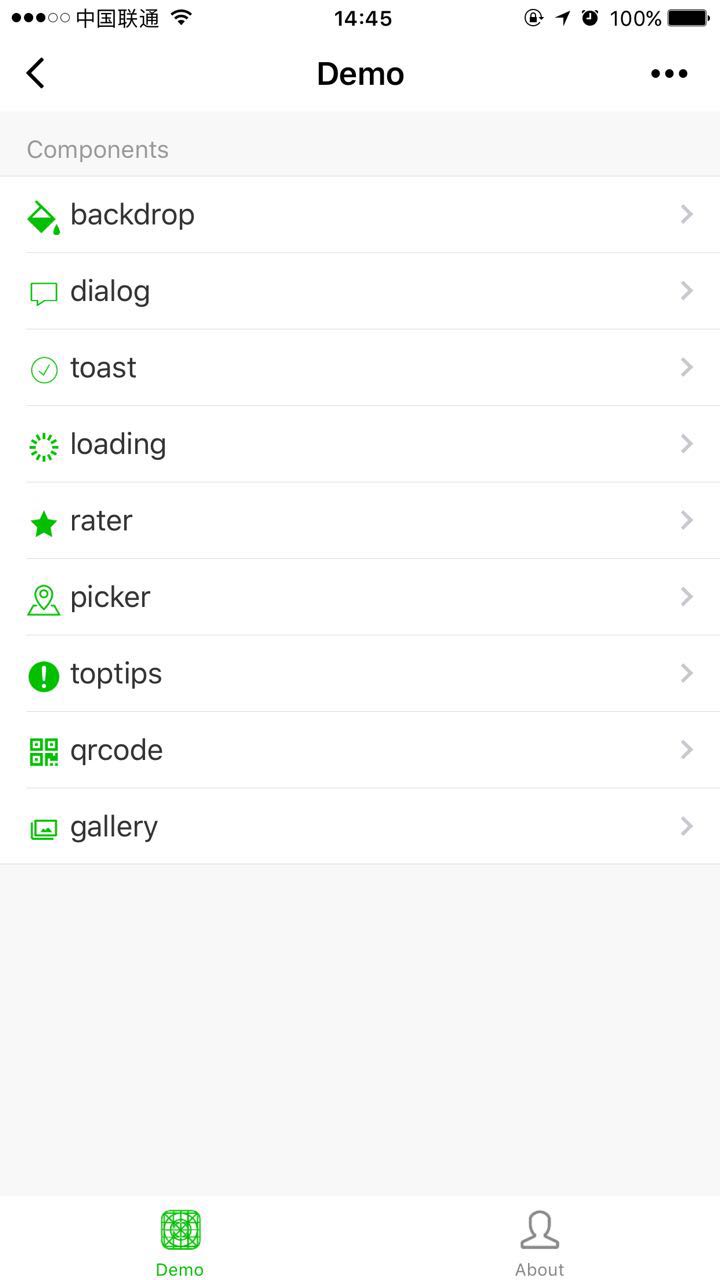 中国联通 14:45 100%
Demo
Components
backdrop
dialog
toast
loading
rater
picker
toptips
qrcode
gallery
Demo About